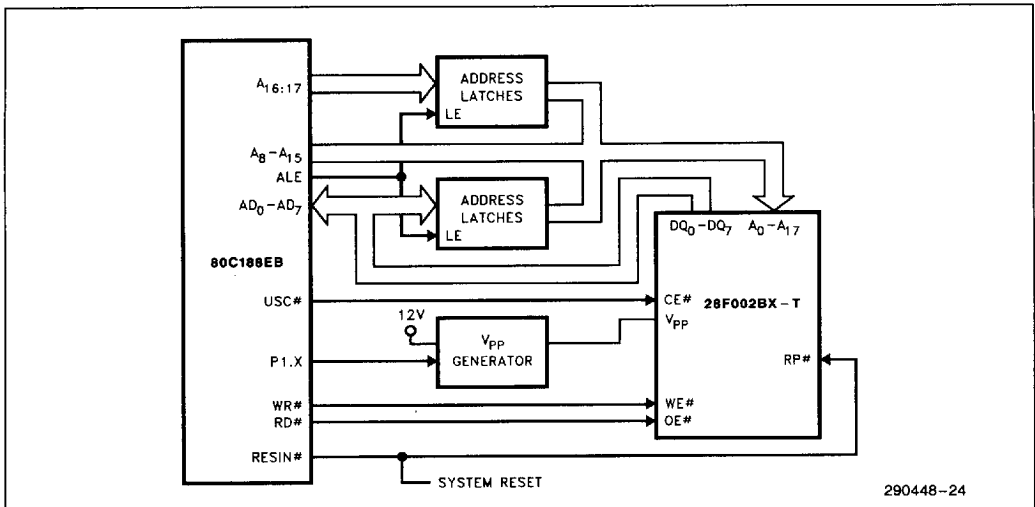 A16:17
ADDRESS
LATCHES
LE
A8–A15
ALE
AD0–AD7
ADDRESS
LATCHES
LE
DQ0–DQ7 A0–A17
80C188EB
28F002BX-T
USC#
CE#
12V
VPP
VPP
GENERATOR
P1.X
RP#
WR#
WE#
RD#
OE#
RESIN#
SYSTEM RESET
290448-24